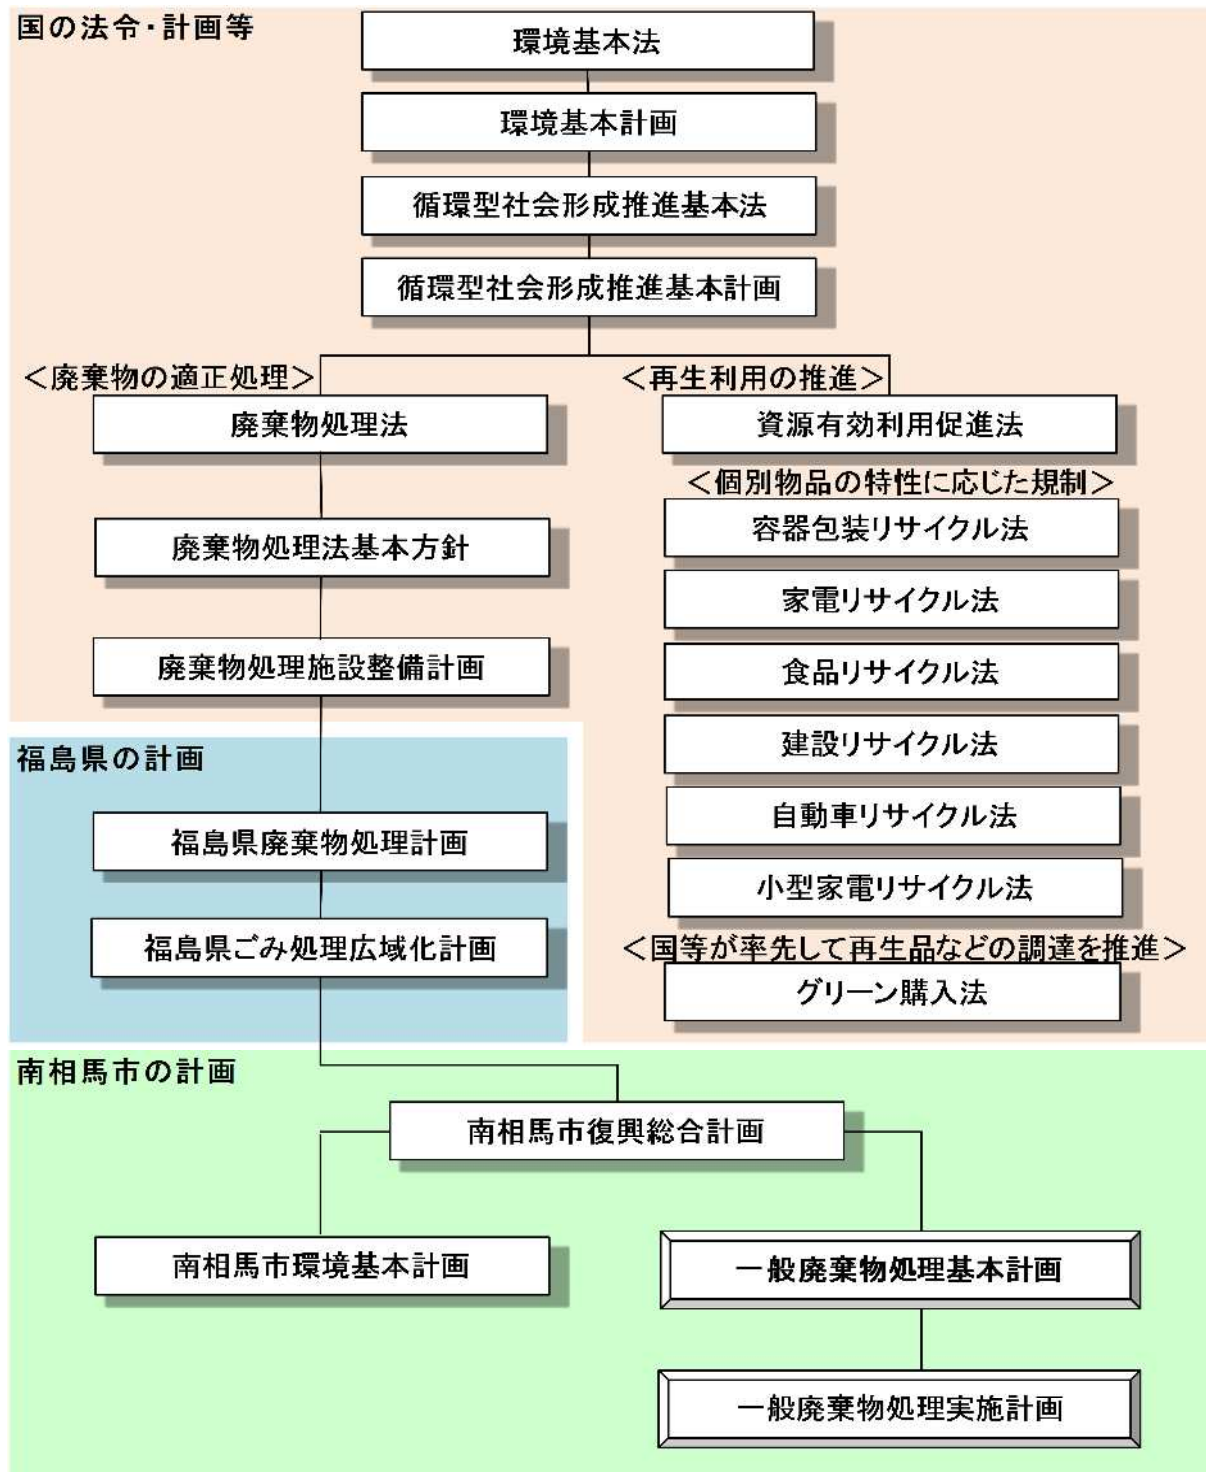 国の法令・計画等
環境基本法
環境基本計画
循環型社会形成推進基本法
循環型社会形成推進基本計画
＜廃棄物の適正処理＞
廃棄物処理法
廃棄物処理法基本方針
廃棄物処理施設整備計画
＜再生利用の推進＞
資源有効利用促進法
＜個別物品の特性に応じた規制＞
容器包装リサイクル法
家電リサイクル法
食品リサイクル法
建設リサイクル法
自動車リサイクル法
小型家電リサイクル法
＜国等が率先して再生品などの調達を推進＞
グリーン購入法
福島県の計画
福島県廃棄物処理計画
福島県ごみ処理広域化計画
南相馬市の計画
南相馬市復興総合計画
南相馬市環境基本計画
一般廃棄物処理基本計画
一般廃棄物処理実施計画